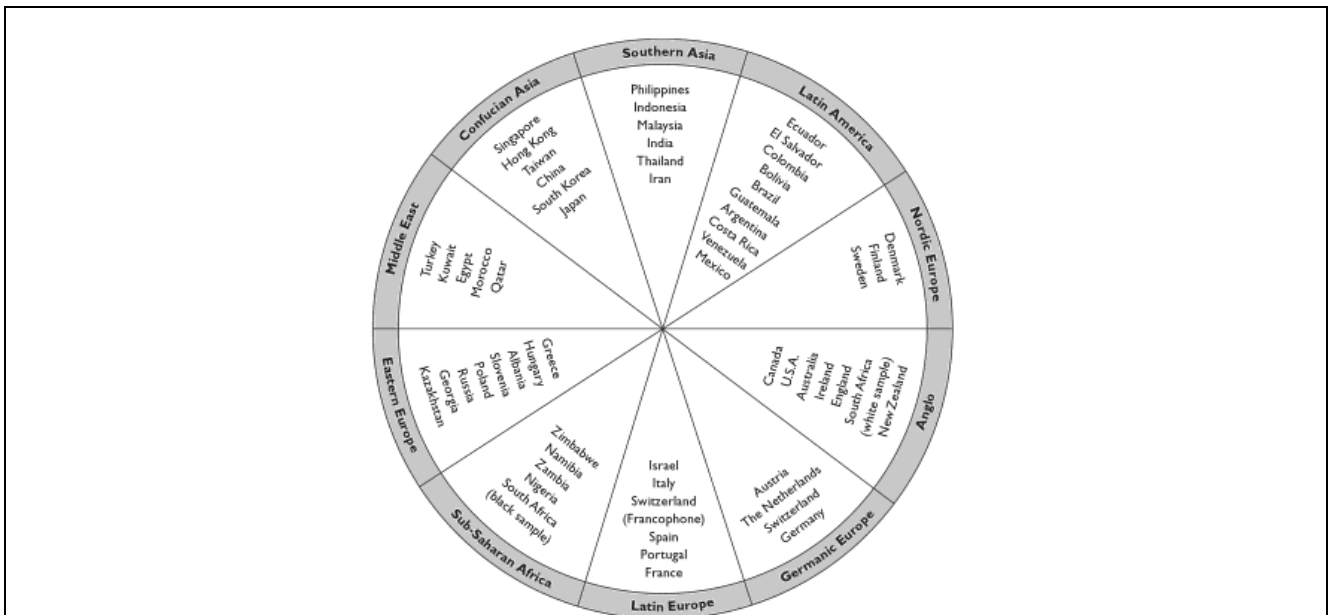 Southern Asia
Philippines
Indonesia
Malaysia
India
Thailand
Iran
Latin America
Ecuador
El Salvador
Colombia
Bolivia
Brazil
Guatemala
Argentina
Costa Rica
Venezuela
Mexico
Nordic Europe
Denmark
Finland
Sweden
Anglo
Canada
U.S.A.
Australia
Ireland
England
South Africa
(white sample)
New Zealand
Germanic Europe
Austria
The Netherlands
Switzerland
Germany
Latin Europe
Israel
Italy
Switzerland
(Francophone)
Spain
Portugal
France
Sub-Saharan Africa
Zimbabwe
Namibia
Zambia
Nigeria
South Africa
(black sample)
Eastern Europe
Greece
Hungary
Albania
Slovenia
Poland
Russia
Georgia
Kazakhstan
Middle East
Turkey
Kuwait
Egypt
Morocco
Qatar
Confucian Asia
Singapore
Hong Kong
Taiwan
China
South Korea
Japan